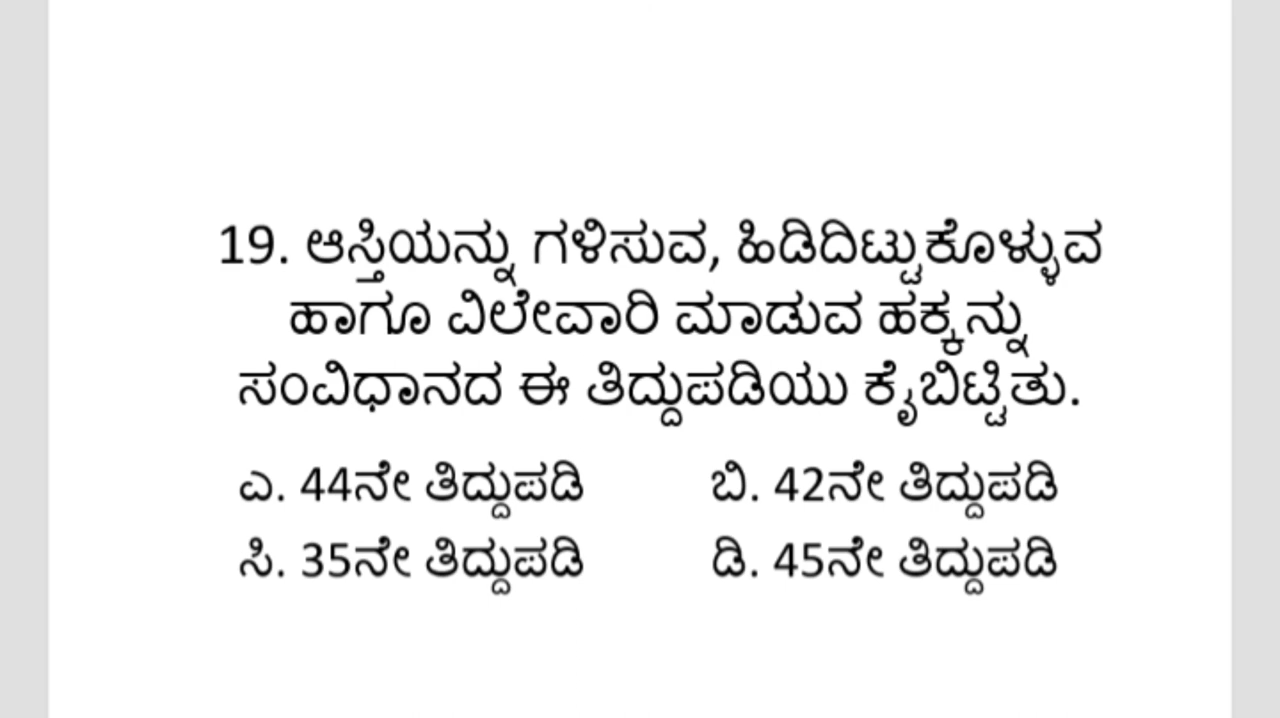 19. ಆಸ್ತಿಯನ್ನು ಗಳಿಸುವ, ಹಿಡಿದಿಟ್ಟುಕೊಳ್ಳುವ
ಹಾಗೂ ವಿಲೇವಾರಿ ಮಾಡುವ ಹಕ್ಕನ್ನು
ಸಂವಿಧಾನದ ಈ ತಿದ್ದುಪಡಿಯು ಕೈಬಿಟ್ಟಿತು.
ಎ. 44ನೇ ತಿದ್ದುಪಡಿ ಬಿ. 42ನೇ ತಿದ್ದುಪಡಿ
ಸಿ. 35ನೇ ತಿದ್ದುಪಡಿ ಡಿ. 45ನೇ ತಿದ್ದುಪಡಿ